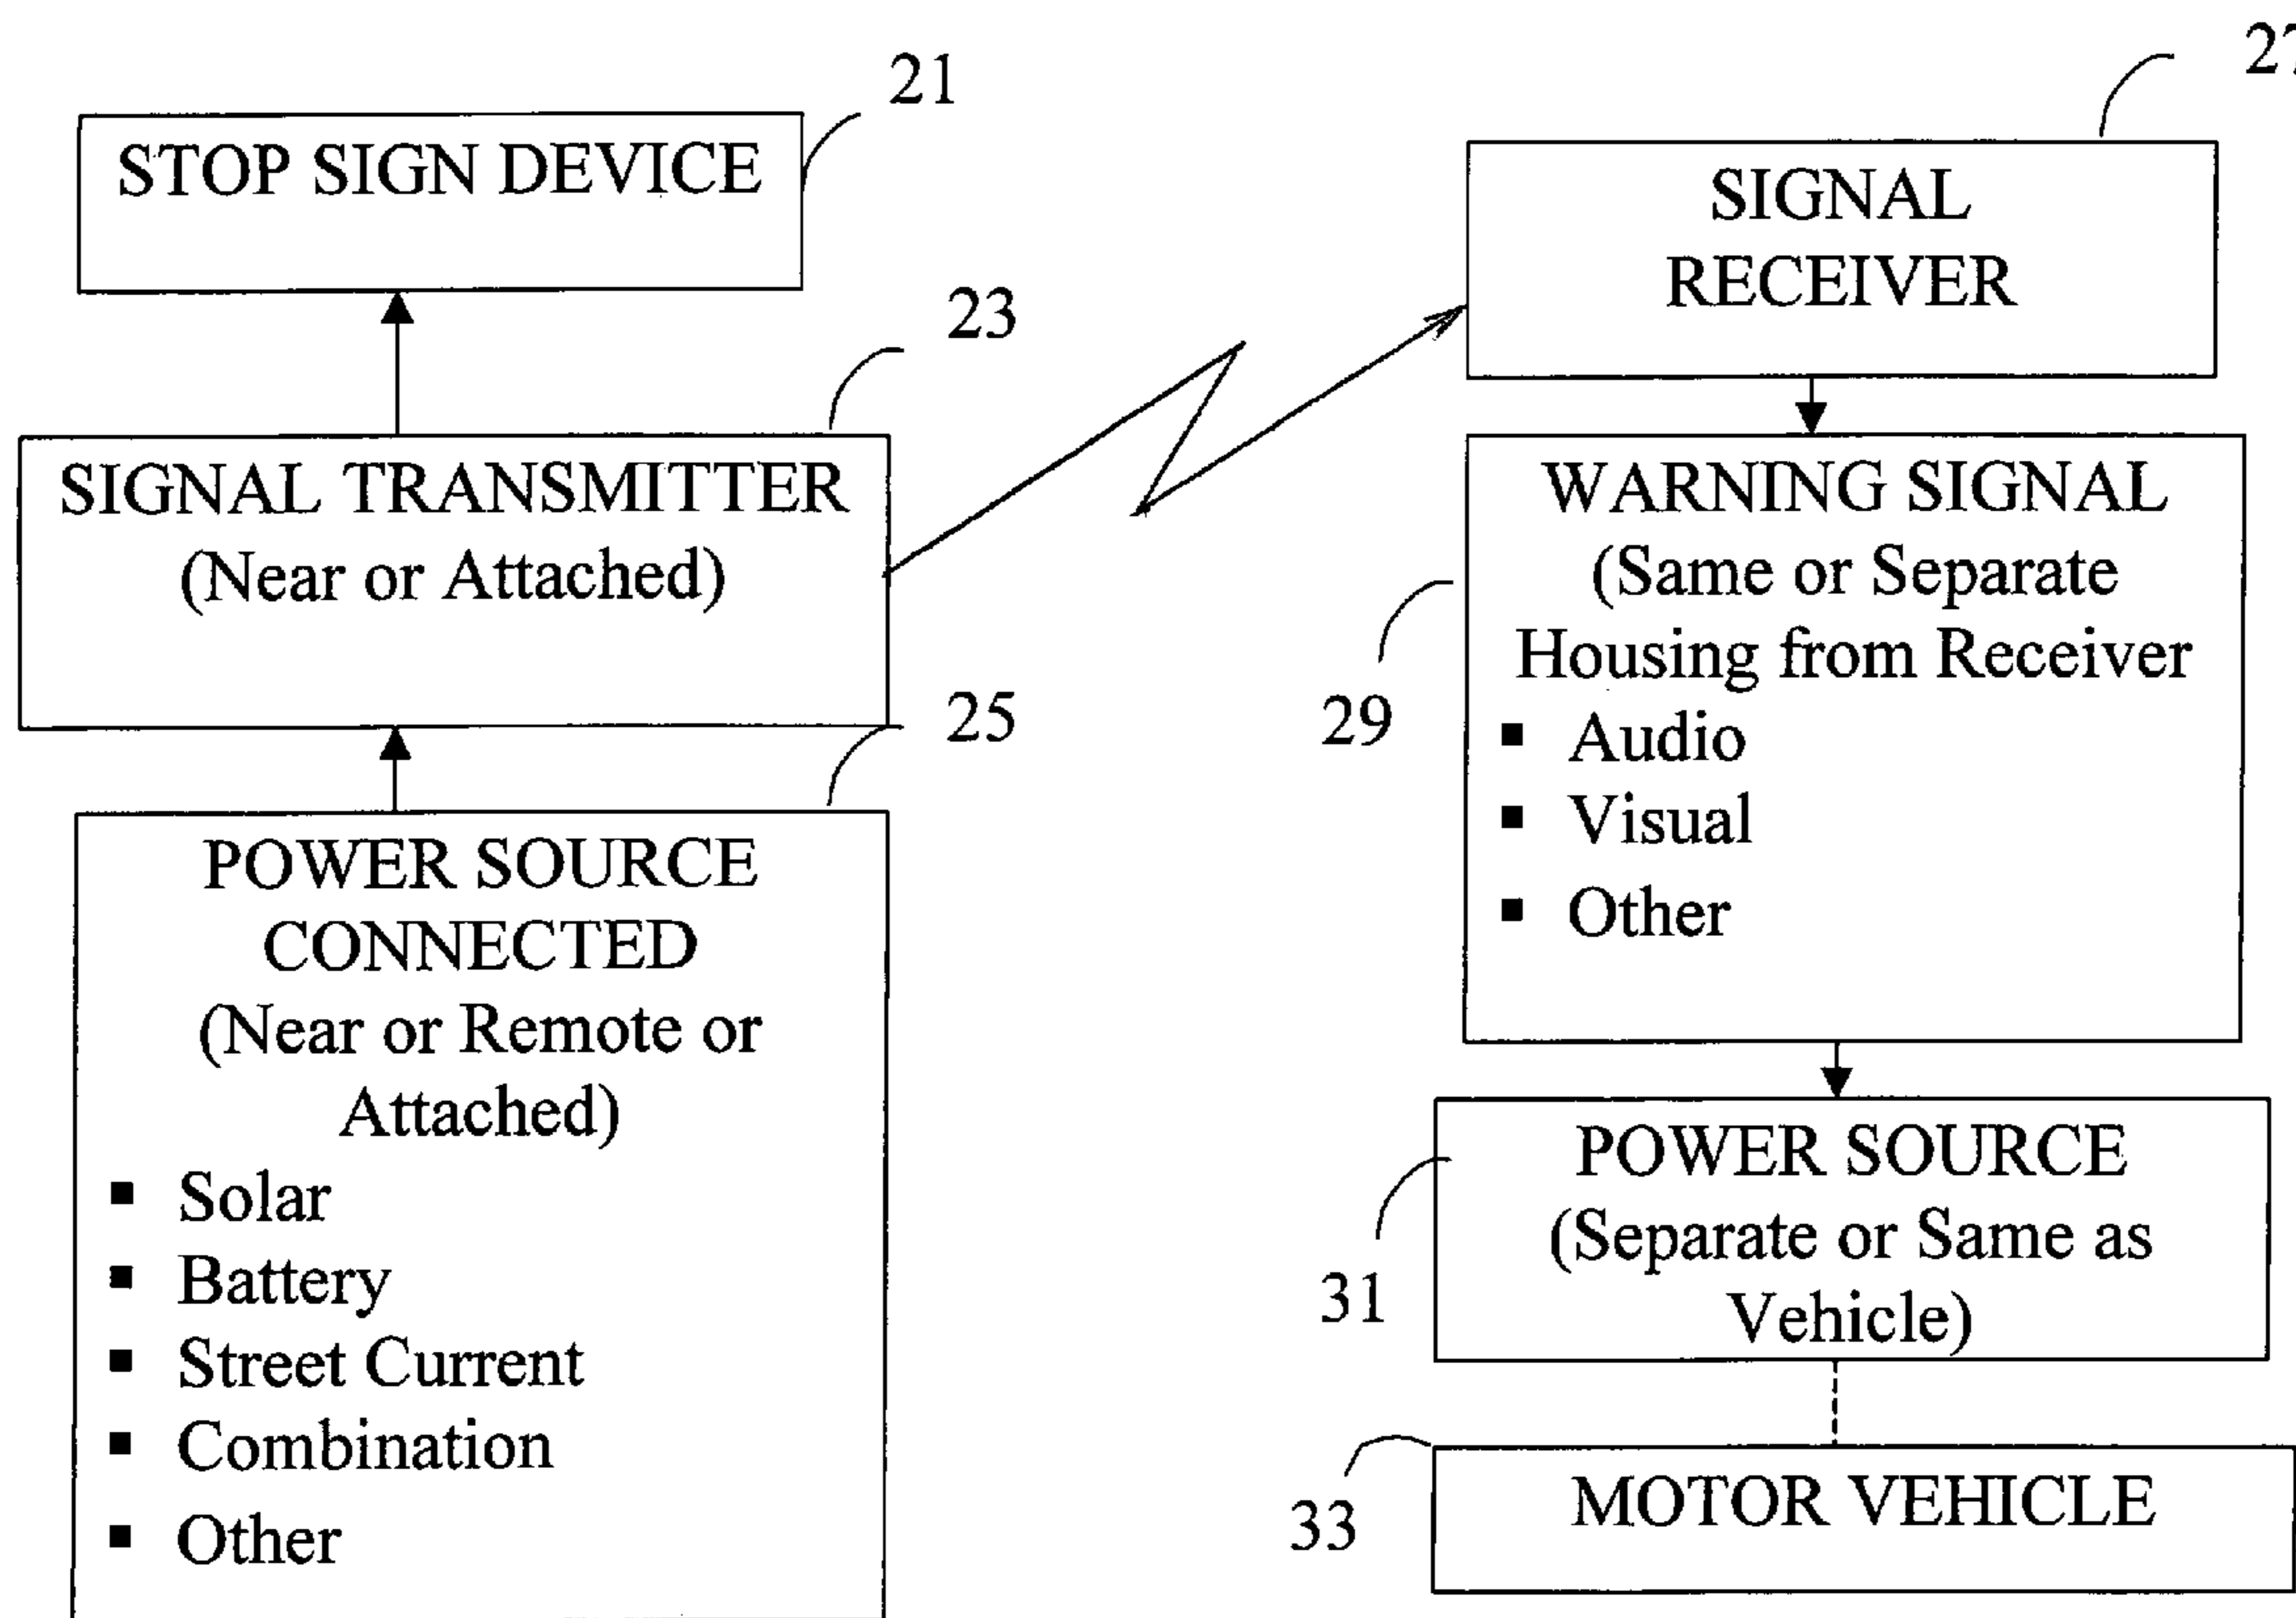 21
STOP SIGN DEVICE
23
SIGNAL TRANSMITTER
(Near or Attached)
25
POWER SOURCE
CONNECTED
(Near or Remote or
Attached)
▪ Solar
▪ Battery
▪ Street Current
▪ Combination
▪ Other
27
SIGNAL
RECEIVER
29
WARNING SIGNAL
(Same or Separate
Housing from Receiver
▪ Audio
▪ Visual
▪ Other
31
POWER SOURCE
(Separate or Same as
Vehicle)
33
MOTOR VEHICLE